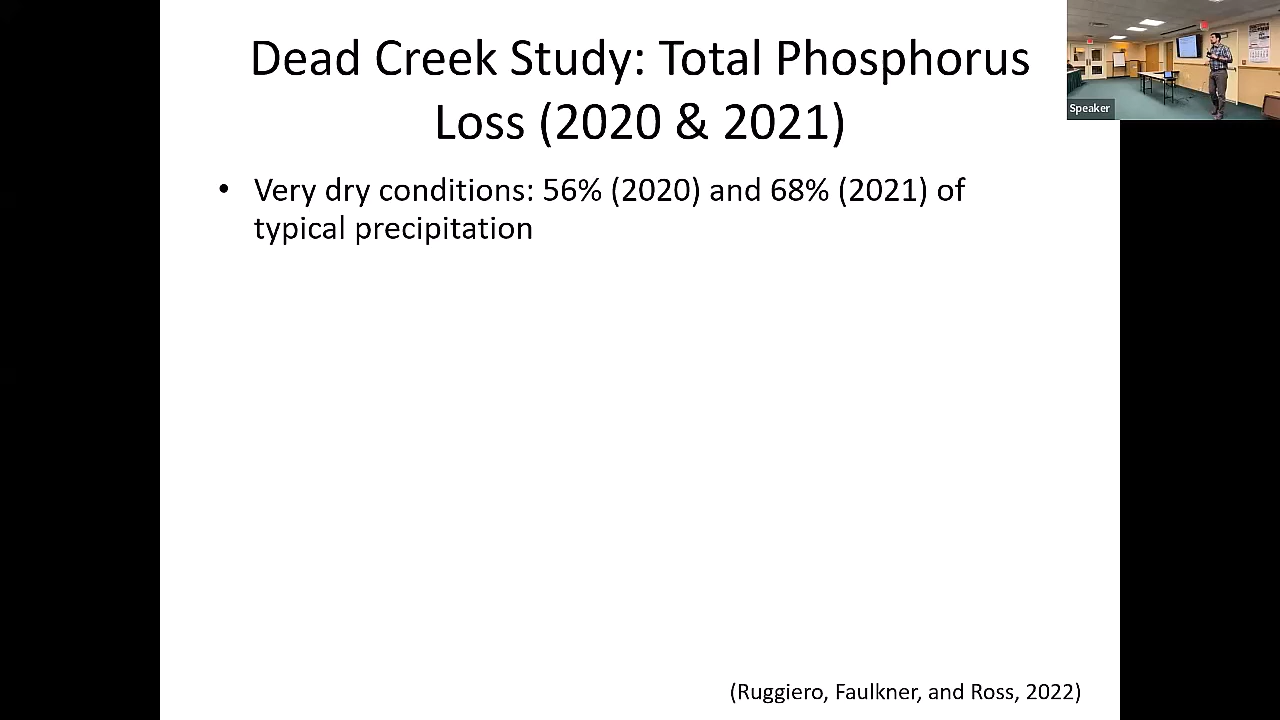 Dead Creek Study: Total Phosphorus
Loss (2020 & 2021)
Speaker
• Very dry conditions: 56% (2020) and 68% (2021) of
typical precipitation
(Ruggiero, Faulkner, and Ross, 2022)